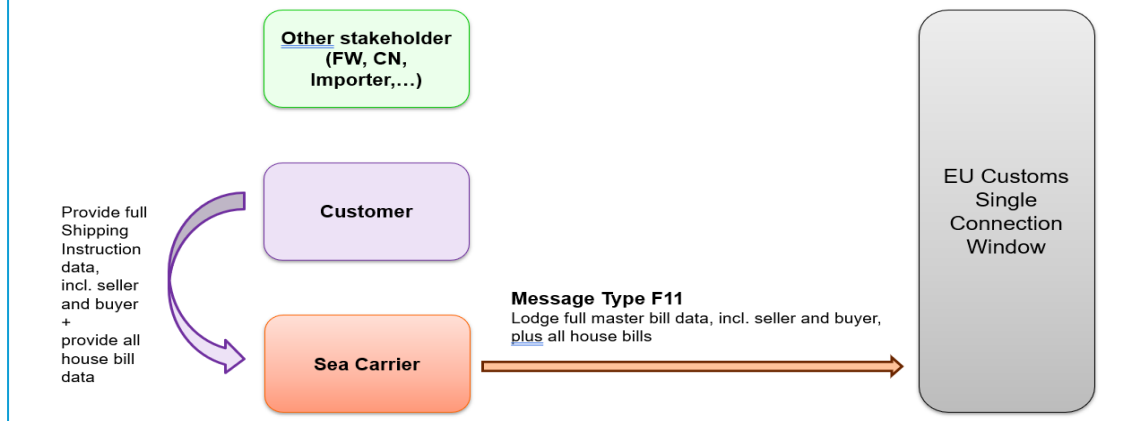 Other stakeholder
(FW, CN,
Importer,...)
Customer
Provide full
Shipping
Instruction
data,
incl. seller
and buyer
+
provide all
house bill
data
Sea Carrier
Message Type F11
Lodge full master bill data, incl. seller and buyer,
plus all house bills
EU Customs
Single
Connection
Window